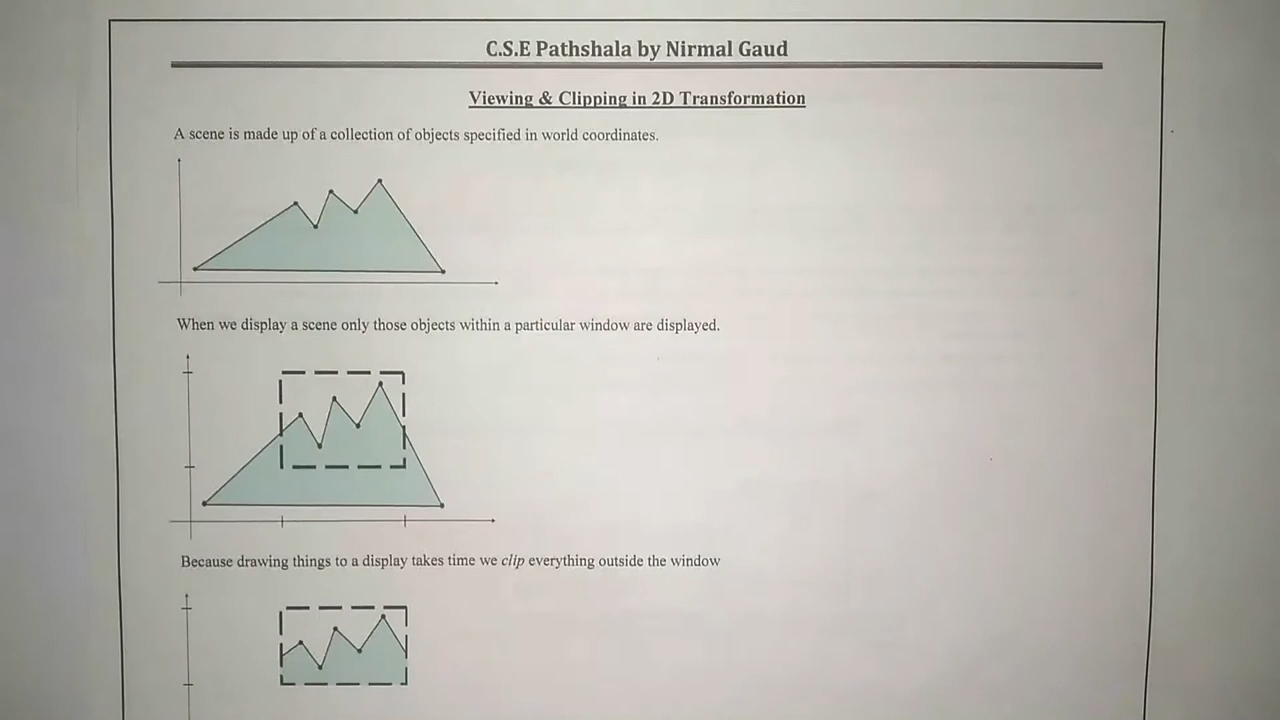 C.S.E Pathshala by Nirmal Gaud
Viewing & Clipping in 2D Transformation
A scene is made up of a collection of objects specified in world coordinates.
When we display a scene only those objects within a particular window are displayed.
Because drawing things to a display takes time we clip everything outside the window